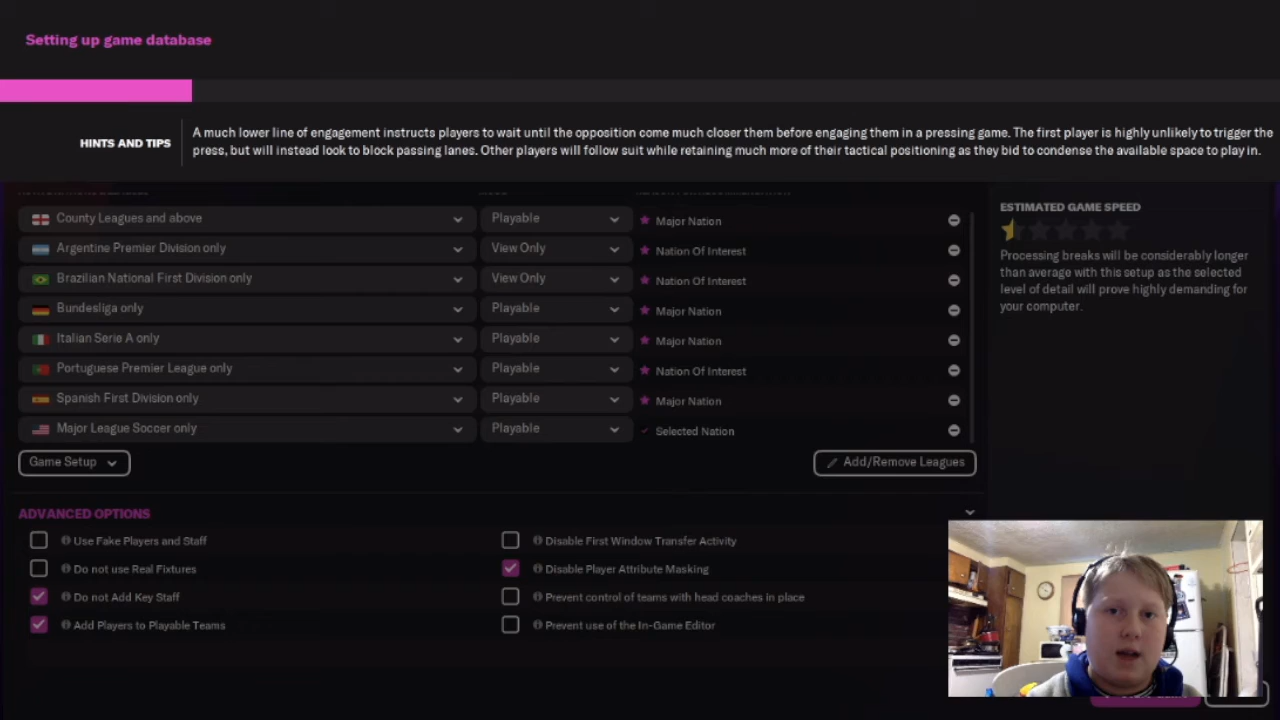 Setting up game database
HINTS AND TIPS
A much lower line of engagement instructs players to wait until the opposition come much closer them before engaging them in a pressing game. The first player is highly unlikely to trigger the
press, but will instead look to block passing lanes. Other players will follow suit while retaining much more of their tactical positioning as they bid to condense the available space to play in.
County Leagues and above Playable Major Nation
Argentine Premier Division only View Only Nation Of Interest
Brazilian National First Division only View Only Nation Of Interest
Bundesliga only Playable Major Nation
Italian Serie A only Playable Major Nation
Portuguese Premier League only Playable Nation Of Interest
Spanish First Division only Playable Major Nation
Major League Soccer only Playable Selected Nation
Game Setup
Add/Remove Leagues
ESTIMATED GAME SPEED
Processing breaks will be considerably longer
than average with this setup as the selected
level of detail will prove highly demanding for
your computer.
ADVANCED OPTIONS
Use Fake Players and Staff
Do not use Real Fixtures
Do not Add Key Staff
Add Players to Playable Teams
Disable First Window Transfer Activity
Disable Player Attribute Masking
Prevent control of teams with head coaches in place
Prevent use of the In-Game Editor